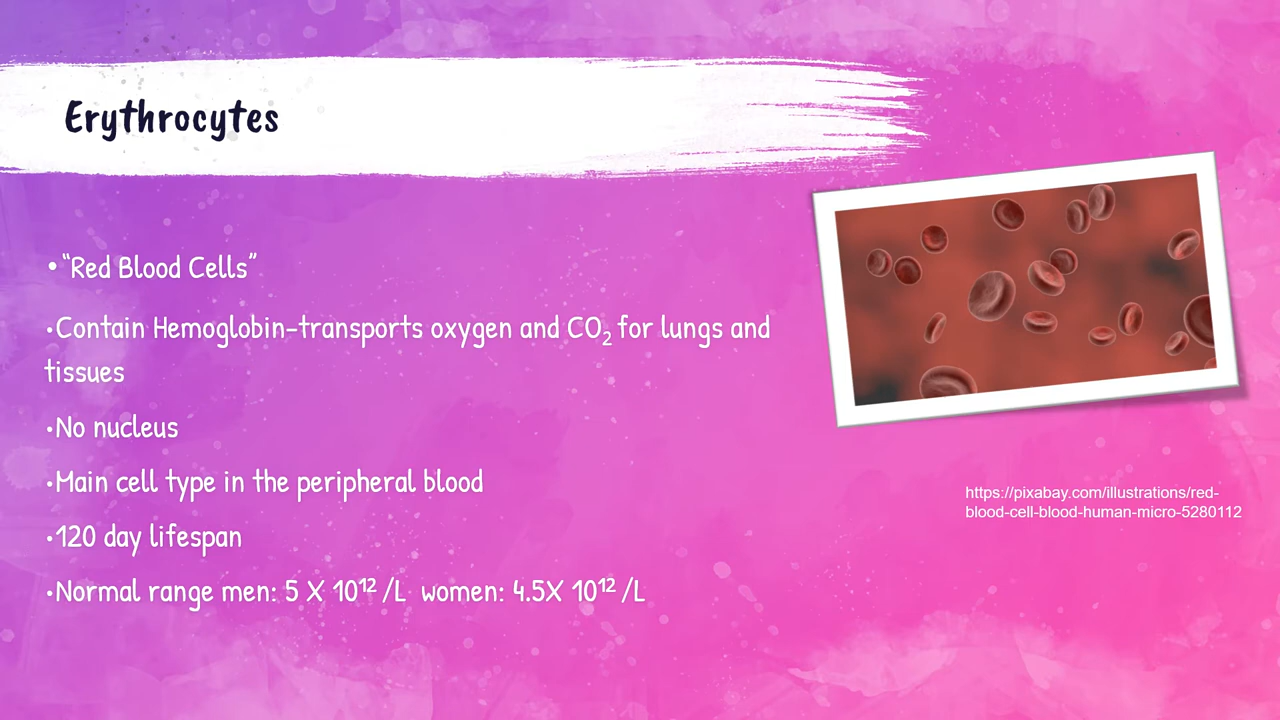 Erythrocytes
•“Red Blood Cells”
•Contain Hemoglobin-transports oxygen and CO₂ for lungs and
tissues
•No nucleus
•Main cell type in the peripheral blood
•120 day lifespan
•Normal range men: 5 X 10¹² /L  women: 4.5X 10¹² /L
https://pixabay.com/illustrations/red-
blood-cell-blood-human-micro-5280112